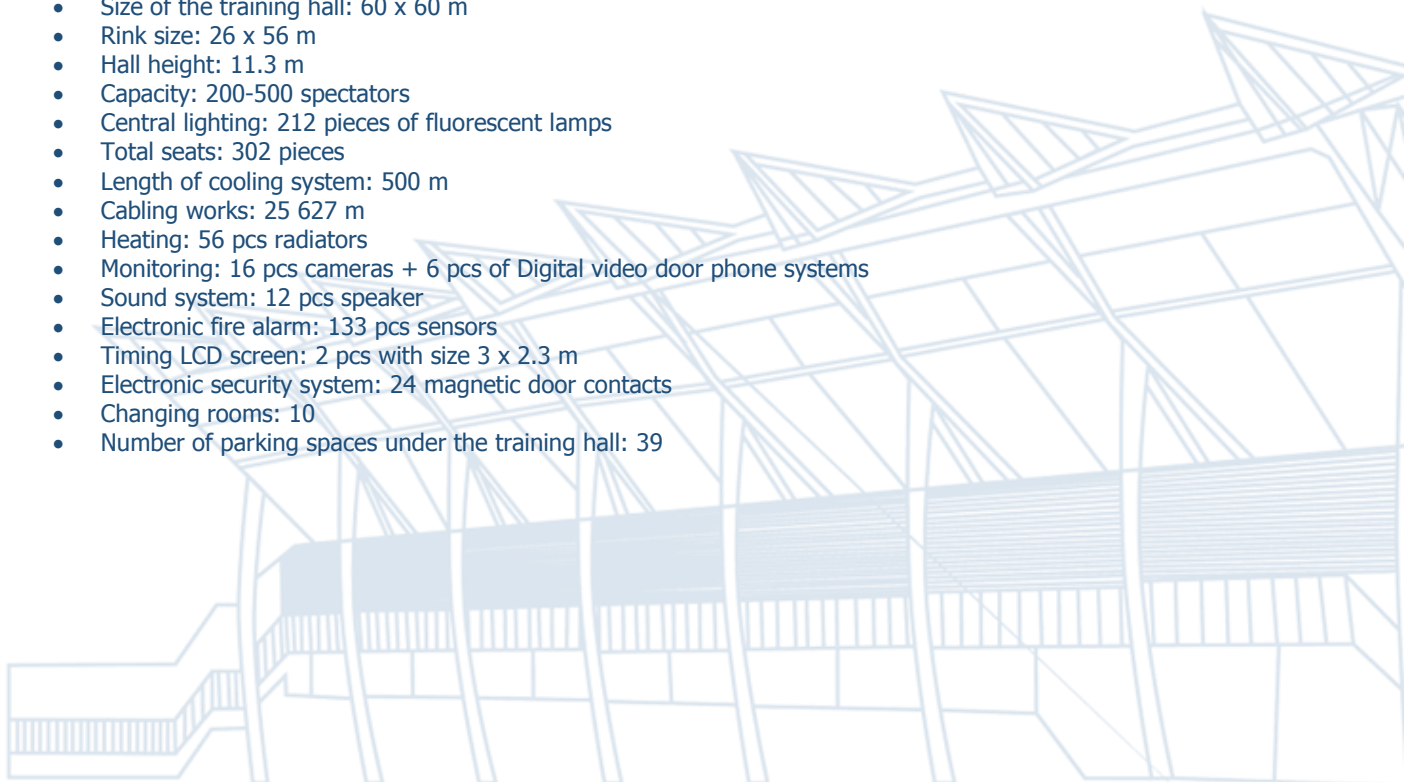 • Size of the training hall: 60 x 60 m
• Rink size: 26 x 56 m
• Hall height: 11.3 m
• Capacity: 200-500 spectators
• Central lighting: 212 pieces of fluorescent lamps
• Total seats: 302 pieces
• Length of cooling system: 500 m
• Cabling works: 25 627 m
• Heating: 56 pcs radiators
• Monitoring: 16 pcs cameras + 6 pcs of Digital video door phone systems
• Sound system: 12 pcs speaker
• Electronic fire alarm: 133 pcs sensors
• Timing LCD screen: 2 pcs with size 3 x 2.3 m
• Electronic security system: 24 magnetic door contacts
• Changing rooms: 10
• Number of parking spaces under the training hall: 39